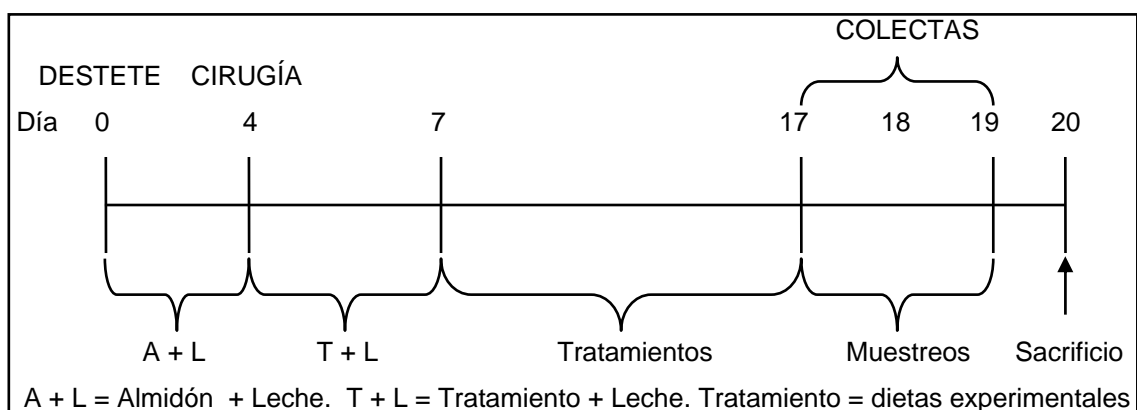 COLECTAS
DESTETE CIRUGÍA
Día 0 4 7 17 18 19 20
A + L T + L Tratamientos Muestreos Sacrificio
A + L = Almidón + Leche. T + L = Tratamiento + Leche. Tratamiento = dietas experimentales